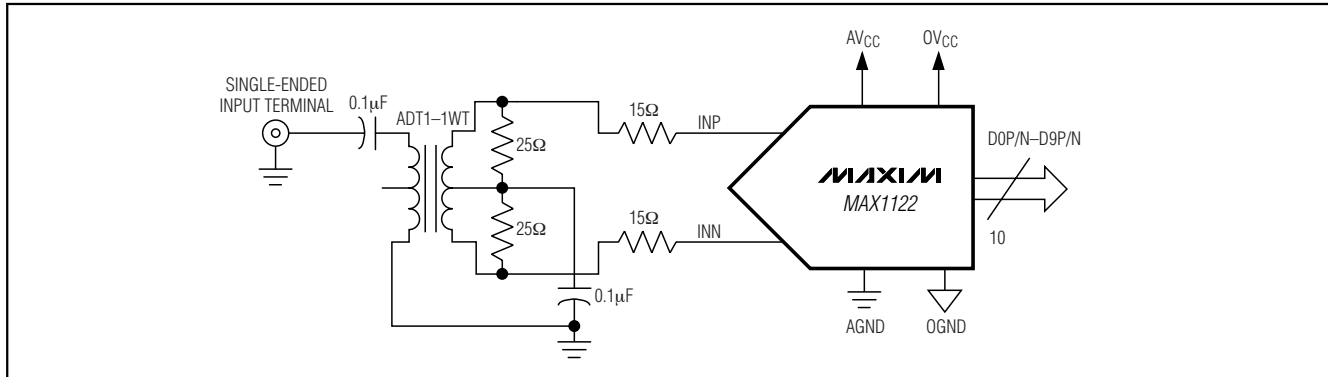 AVCC
OVCC
SINGLE-ENDED
INPUT TERMINAL
0.1μF
ADT1–1WT
15Ω
INP
25Ω
D0P/N–D9P/N
MAXIM
MAX1122
25Ω
15Ω
INN
10
0.1μF
AGND
OGND